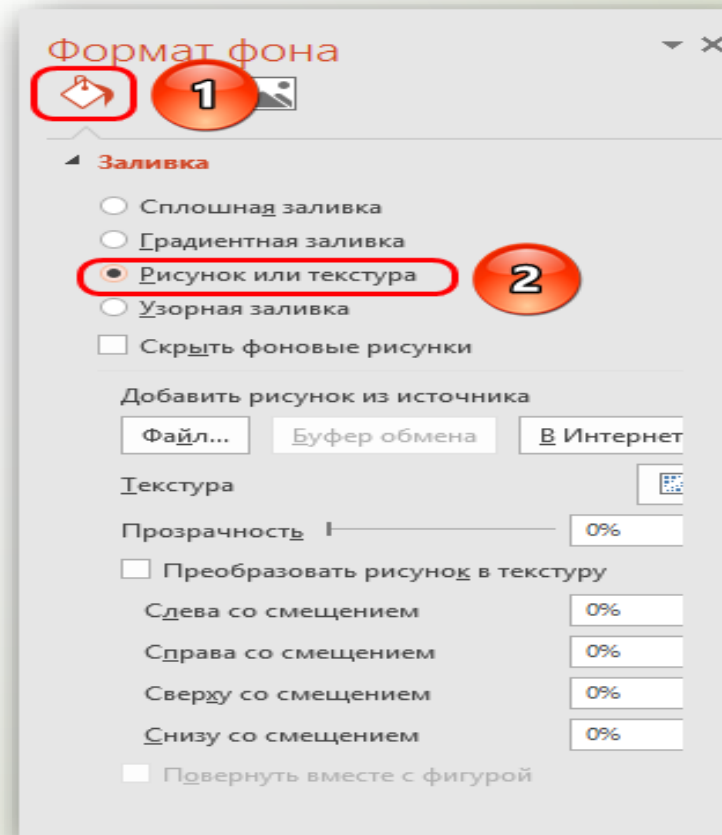 Формат фона
1
Заливка
Сплошная заливка
Градиентная заливка
Рисунок или текстура
2
Узорная заливка
Скрыть фоновые рисунки
Добавить рисунок из источника
Файл... Буфер обмена В Интернет
Текстура
Прозрачность 0%
Преобразовать рисунок в текстуру
Слева со смещением 0%
Справа со смещением 0%
Сверху со смещением 0%
Снизу со смещением 0%
Повернуть вместе с фигурой